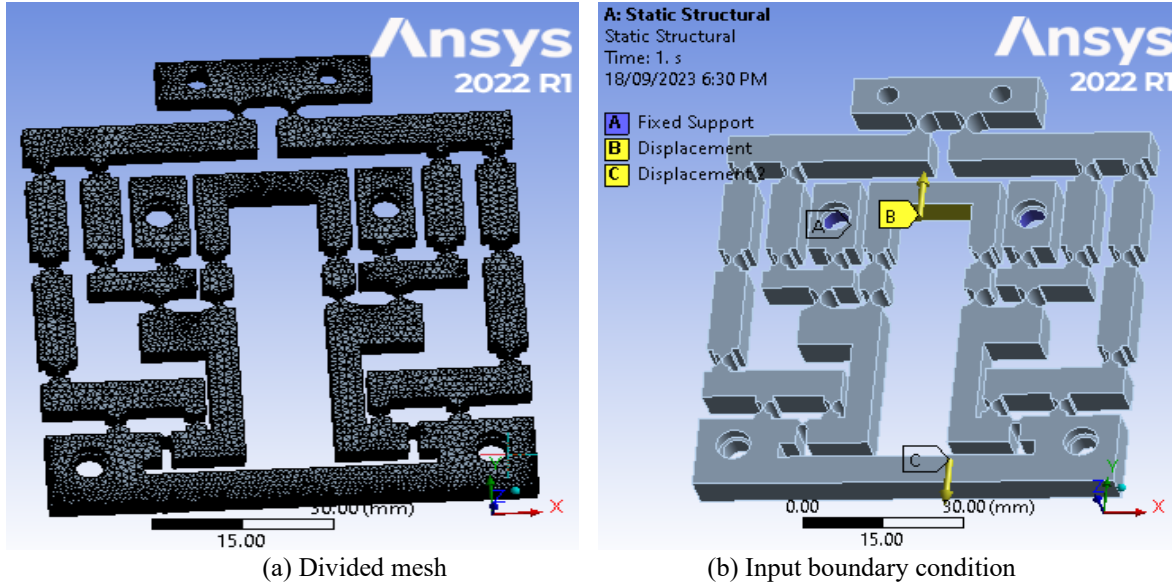 Ansys
2022 R1
Y
Z
X
30.00 (mm)
15.00
(a) Divided mesh
A: Static Structural
Static Structural
Time: 1. s
18/09/2023 6:30 PM
A Fixed Support
B Displacement
C Displacement 2
Ansys
2022 R1
A
B
C
Y
Z
X
0.00 30.00 (mm)
15.00
(b) Input boundary condition